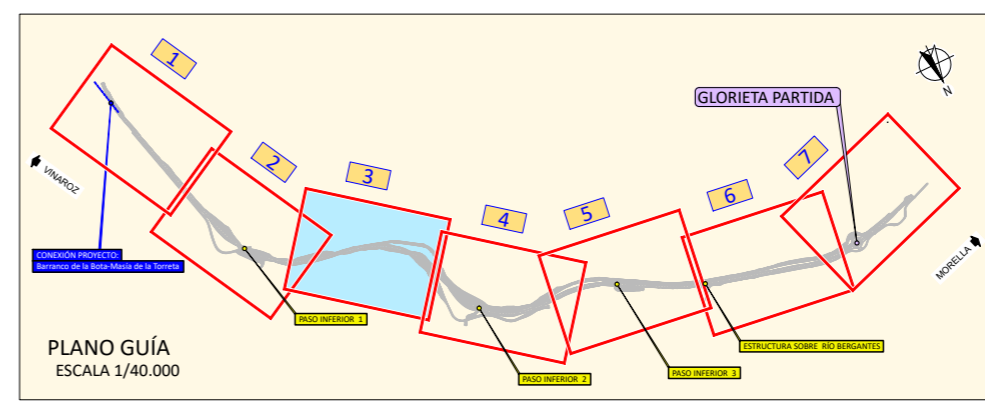 1
2
3
4
5
6
7
N
GLORIETA PARTIDA
VINAROZ
MORELLA
CONEXIÓN PROYECTO:
Barranco de la Bota-Masía de la Torreta
PASO INFERIOR 1
PASO INFERIOR 2
PASO INFERIOR 3
ESTRUCTURA SOBRE RÍO BERGANTES
PLANO GUÍA
ESCALA 1/40.000